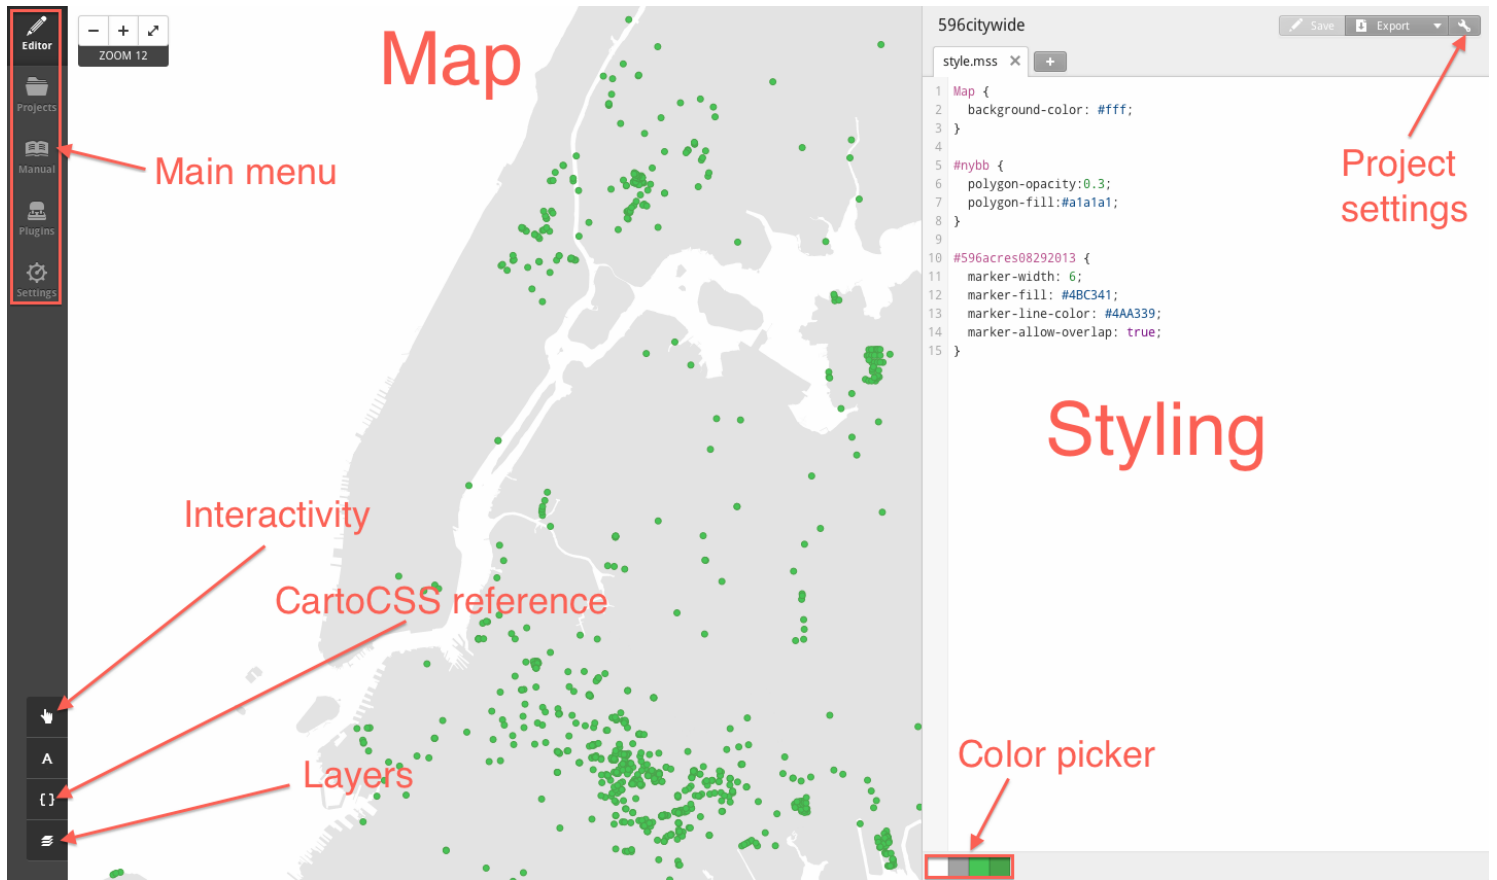 Editor
Projects
Manual
Plugins
Settings
− + 
ZOOM 12
Map
Main menu
Interactivity
CartoCSS reference
Layers
A
{ }
596citywide
Save
Export
style.mss ×
+
1 Map {
2 background-color: #fff;
3 }
4
5 #nybb {
6 polygon-opacity:0.3;
7 polygon-fill:#a1a1a1;
8 }
9
10 #596acres08292013 {
11 marker-width: 6;
12 marker-fill: #4BC341;
13 marker-line-color: #4AA339;
14 marker-allow-overlap: true;
15 }
Project
settings
Styling
Color picker